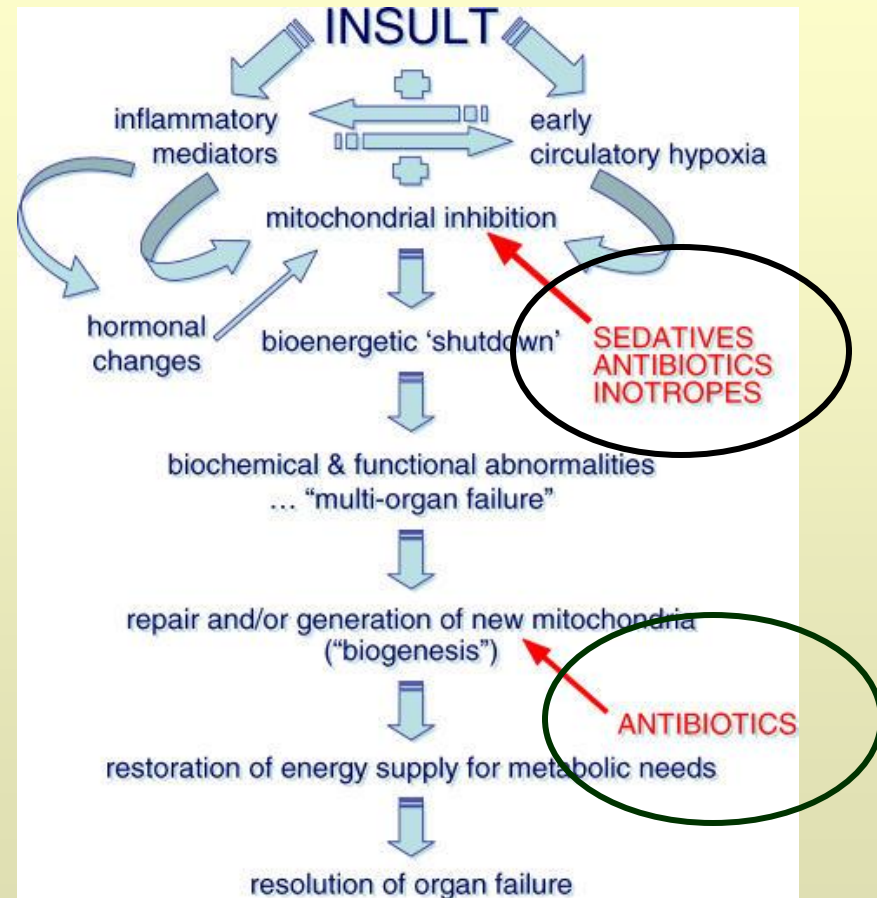 INSULT
inflammatory
mediators
early
circulatory hypoxia
mitochondrial inhibition
hormonal
changes
bioenergetic ‘shutdown’
SEDATIVES
ANTIBIOTICS
INOTROPES
biochemical & functional abnormalities
… “multi-organ failure”
repair and/or generation of new mitochondria
(“biogenesis”)
ANTIBIOTICS
restoration of energy supply for metabolic needs
resolution of organ failure